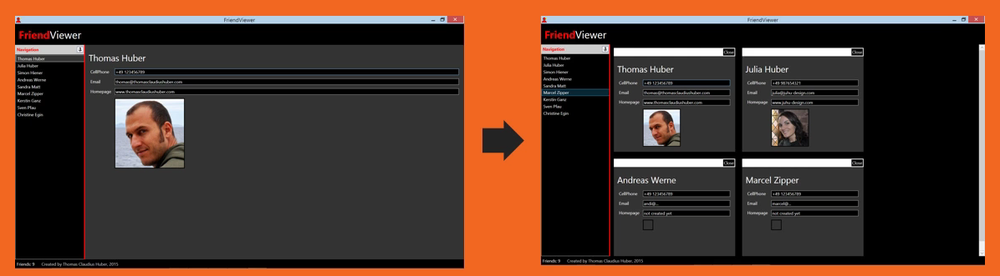 FriendViewer
FriendViewer
Navigation
Thomas Huber
Julia Huber
Simon Hiener
Andreas Werne
Sandra Matt
Marcel Zipper
Kerstin Ganz
Sven Pfau
Christine Egin
Thomas Huber
CellPhone +49 123456789
Email thomas@thomasclaudiushuber.com
Homepage www.thomasclaudiushuber.com
Friends: 9 Created by Thomas Claudius Huber, 2015
FriendViewer
FriendViewer
Navigation
Thomas Huber
Julia Huber
Simon Hiener
Andreas Werne
Sandra Matt
Marcel Zipper
Kerstin Ganz
Sven Pfau
Christine Egin
Close
Thomas Huber
CellPhone +49 123456789
Email thomas@thomasclaudiushuber.com
Homepage www.thomasclaudiushuber.com
Close
Julia Huber
CellPhone +49 987654321
Email julia@juhu-design.com
Homepage www.juhu-design.com
Close
Andreas Werne
CellPhone +49 123456789
Email andi@...
Homepage not created yet
Close
Marcel Zipper
CellPhone +49 123456789
Email marcel@...
Homepage not created yet
Friends: 9 Created by Thomas Claudius Huber, 2015